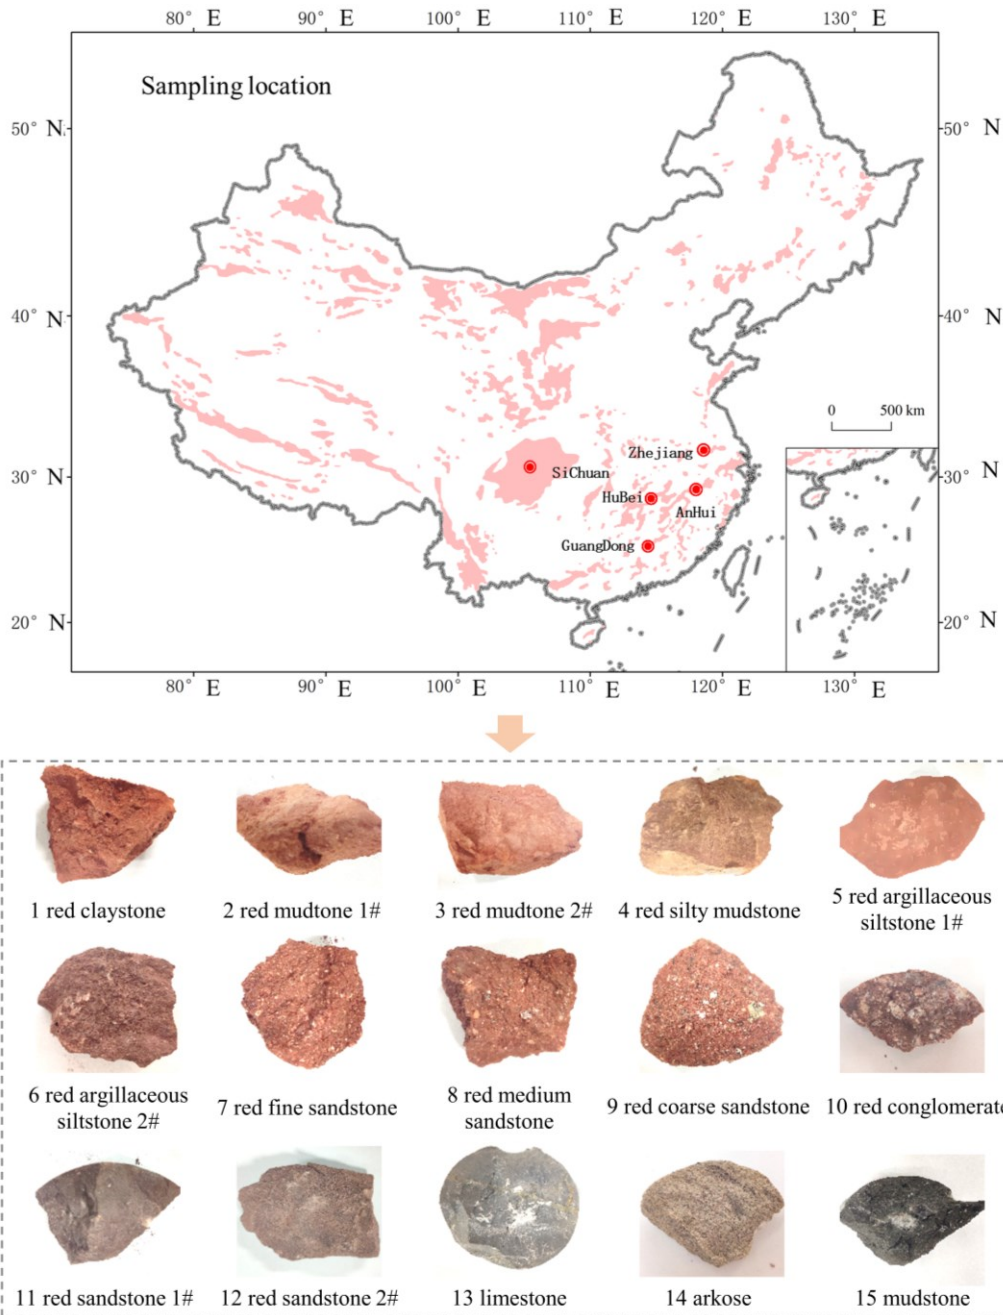 80° E 90° E 100° E 110° E 120° E 130° E
Sampling location
50° N 50° N
40° N 40° N
0 500 km
Zhejiang
30° N SiChuan 30° N
HuBei
AnHui
GuangDong
20° N 20° N
80° E 90° E 100° E 110° E 120° E 130° E
1 red claystone
2 red mudtone 1#
3 red mudtone 2#
4 red silty mudstone
5 red argillaceous
siltstone 1#
6 red argillaceous
siltstone 2#
7 red fine sandstone
8 red medium
sandstone
9 red coarse sandstone
10 red conglomerate
11 red sandstone 1#
12 red sandstone 2#
13 limestone
14 arkose
15 mudstone